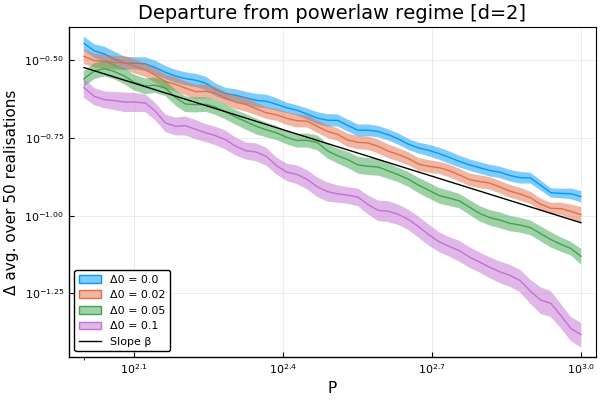 Departure from powerlaw regime [d=2]
Δ avg. over 50 realisations
10^−0.50
10^−0.75
10^−1.00
10^−1.25
Δ0 = 0.0
Δ0 = 0.02
Δ0 = 0.05
Δ0 = 0.1
Slope β
10^2.1
10^2.4
10^2.7
10^3.0
P